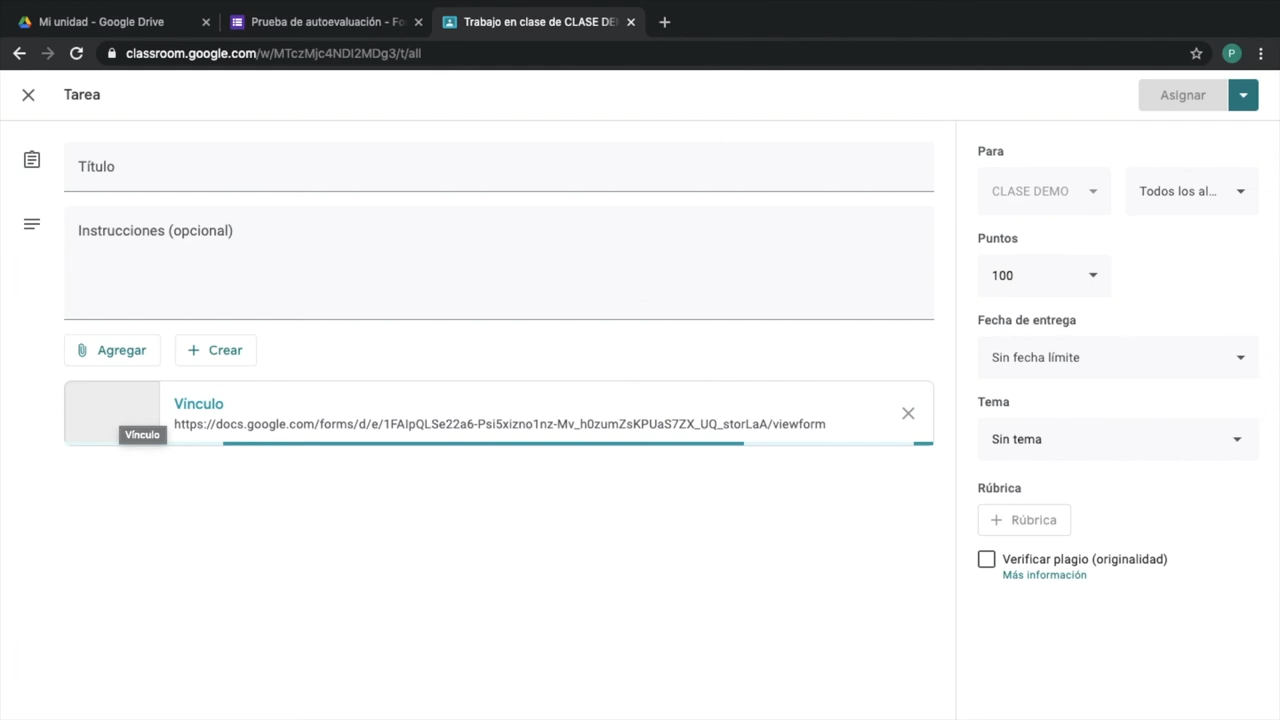 Mi unidad - Google Drive
Prueba de autoevaluación - Fo
Trabajo en clase de CLASE DE
classroom.google.com/w/MTczMjc4NDI2MDg3/t/all
P
Tarea
Asignar
Título
Instrucciones (opcional)
Agregar
Crear
Vínculo
https://docs.google.com/forms/d/e/1FAIpQLSe22a6-Psi5xizno1nz-Mv_h0zumZsKPUaS7ZX_UQ_storLaA/viewform
Vínculo
Para
CLASE DEMO
Todos los al...
Puntos
100
Fecha de entrega
Sin fecha límite
Tema
Sin tema
Rúbrica
Rúbrica
Verificar plagio (originalidad)
Más información